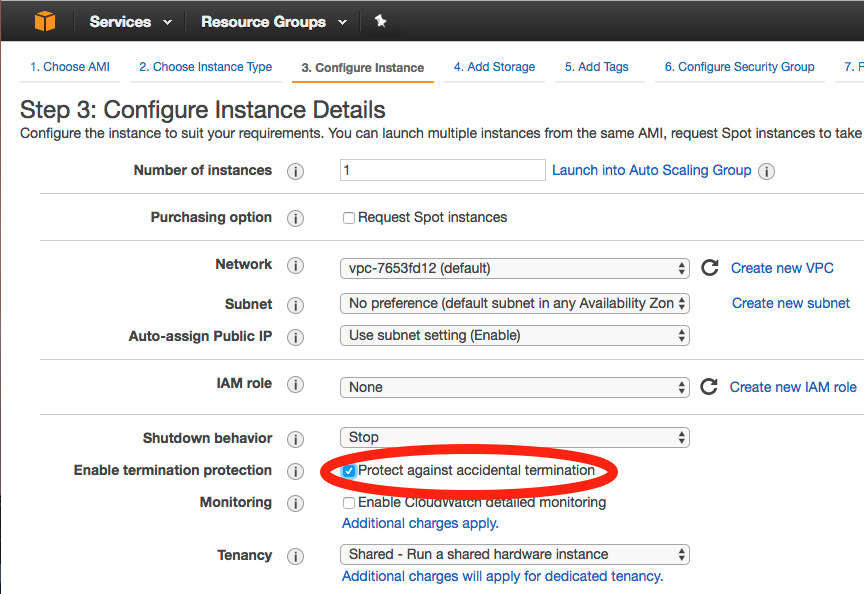 Services Resource Groups
1. Choose AMI 2. Choose Instance Type 3. Configure Instance 4. Add Storage 5. Add Tags 6. Configure Security Group 7.
Step 3: Configure Instance Details
Configure the instance to suit your requirements. You can launch multiple instances from the same AMI, request Spot instances to take
Number of instances i 1 Launch into Auto Scaling Group i
Purchasing option i Request Spot instances
Network i vpc-7653fd12 (default) Create new VPC
Subnet i No preference (default subnet in any Availability Zon Create new subnet
Auto-assign Public IP i Use subnet setting (Enable)
IAM role i None Create new IAM role
Shutdown behavior i Stop
Enable termination protection i Protect against accidental termination
Monitoring i Enable CloudWatch detailed monitoring
Additional charges apply.
Tenancy i Shared - Run a shared hardware instance
Additional charges will apply for dedicated tenancy.